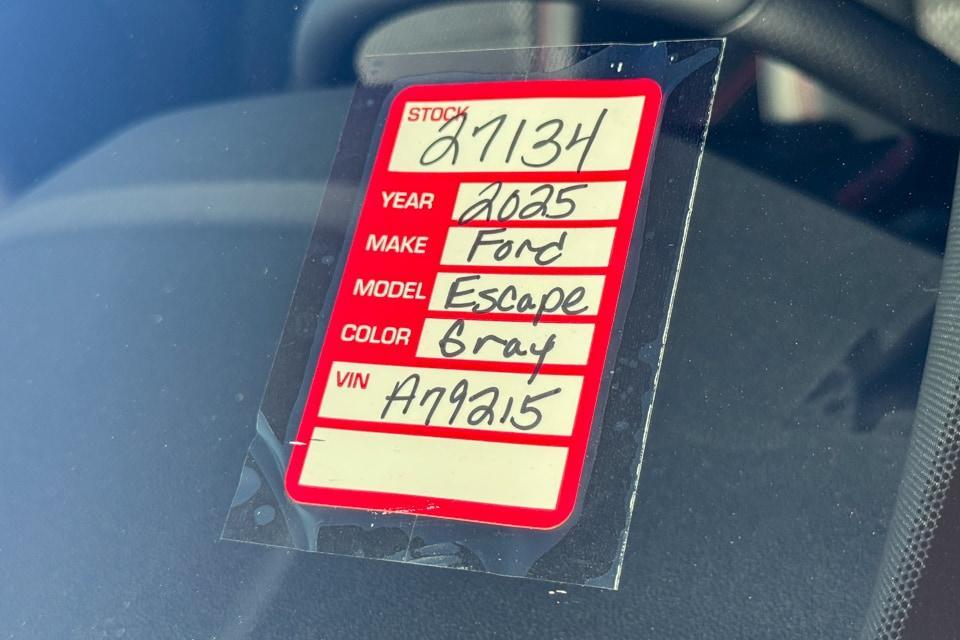 STOCK
27134
YEAR 2025
MAKE Ford
MODEL Escape
COLOR Gray
VIN A79215